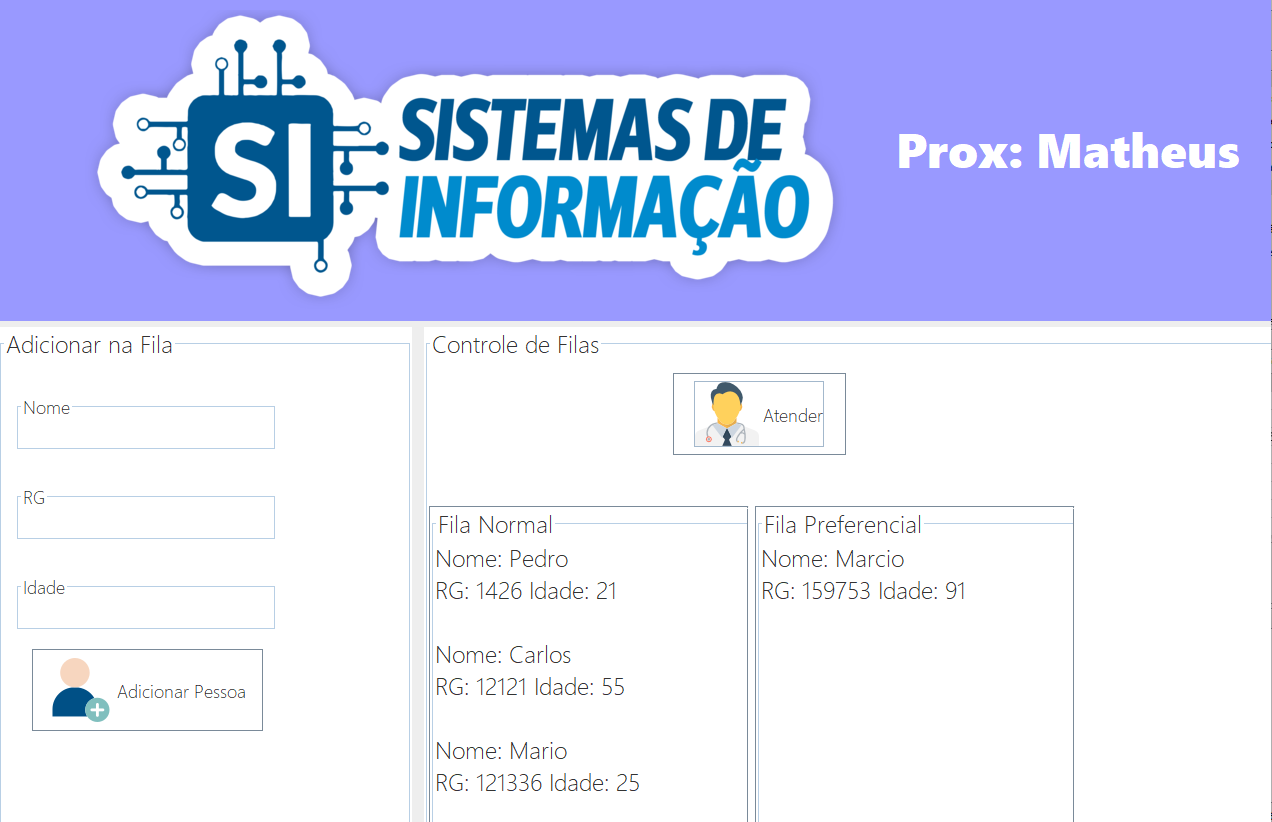 SI
SISTEMAS DE
INFORMAÇÃO
Prox: Matheus
Adicionar na Fila
Nome
RG
Idade
Adicionar Pessoa
Controle de Filas
Atender
Fila Normal
Nome: Pedro
RG: 1426 Idade: 21
Nome: Carlos
RG: 12121 Idade: 55
Nome: Mario
RG: 121336 Idade: 25
Fila Preferencial
Nome: Marcio
RG: 159753 Idade: 91